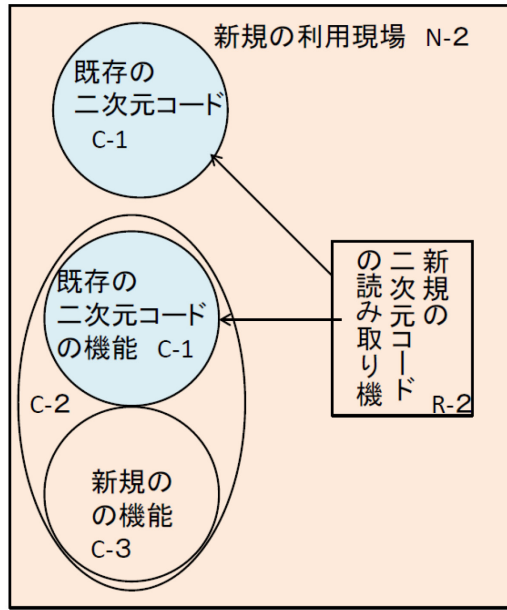 新規の利用現場 N-2
既存の
二次元コード
C-1
既存の
二次元コード
の機能 C-1
C-2
新規の
の機能
C-3
新規の
二次元コード
の読み取り機
R-2